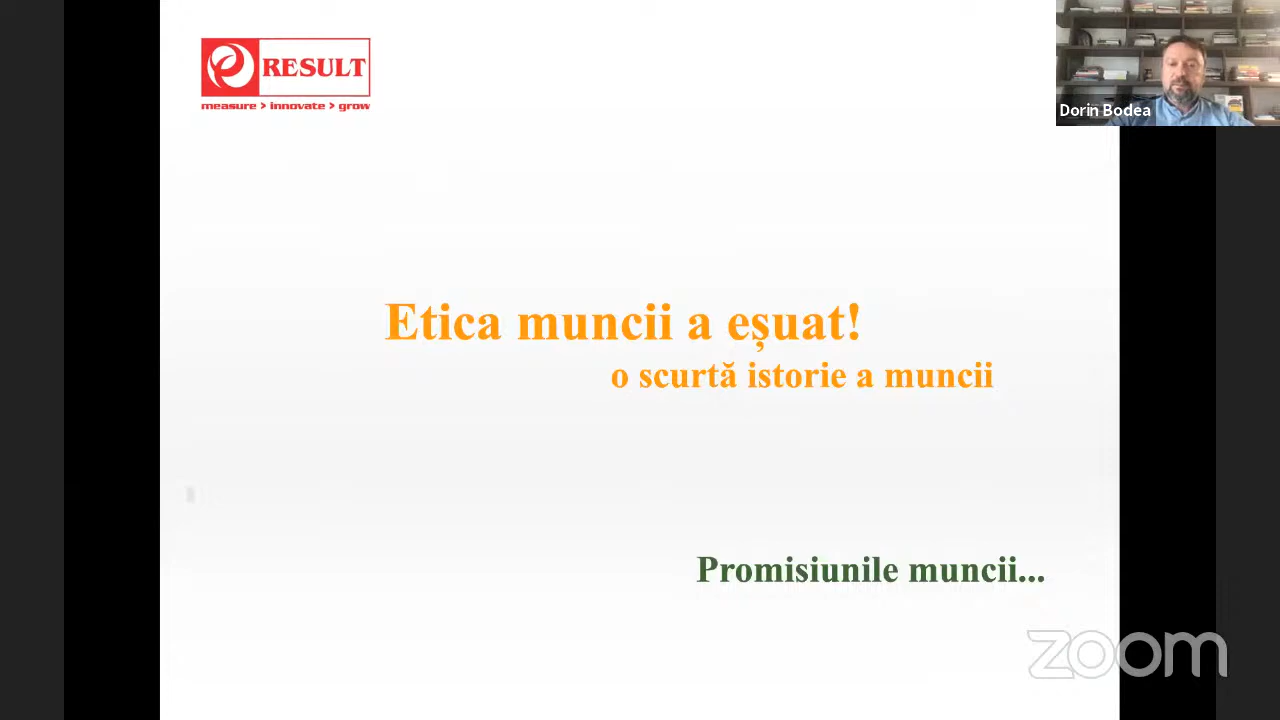 RESULT
measure > innovate > grow
Dorin Bodea
Etica muncii a eșuat!
o scurtă istorie a muncii
Promisiunile muncii...
zoom